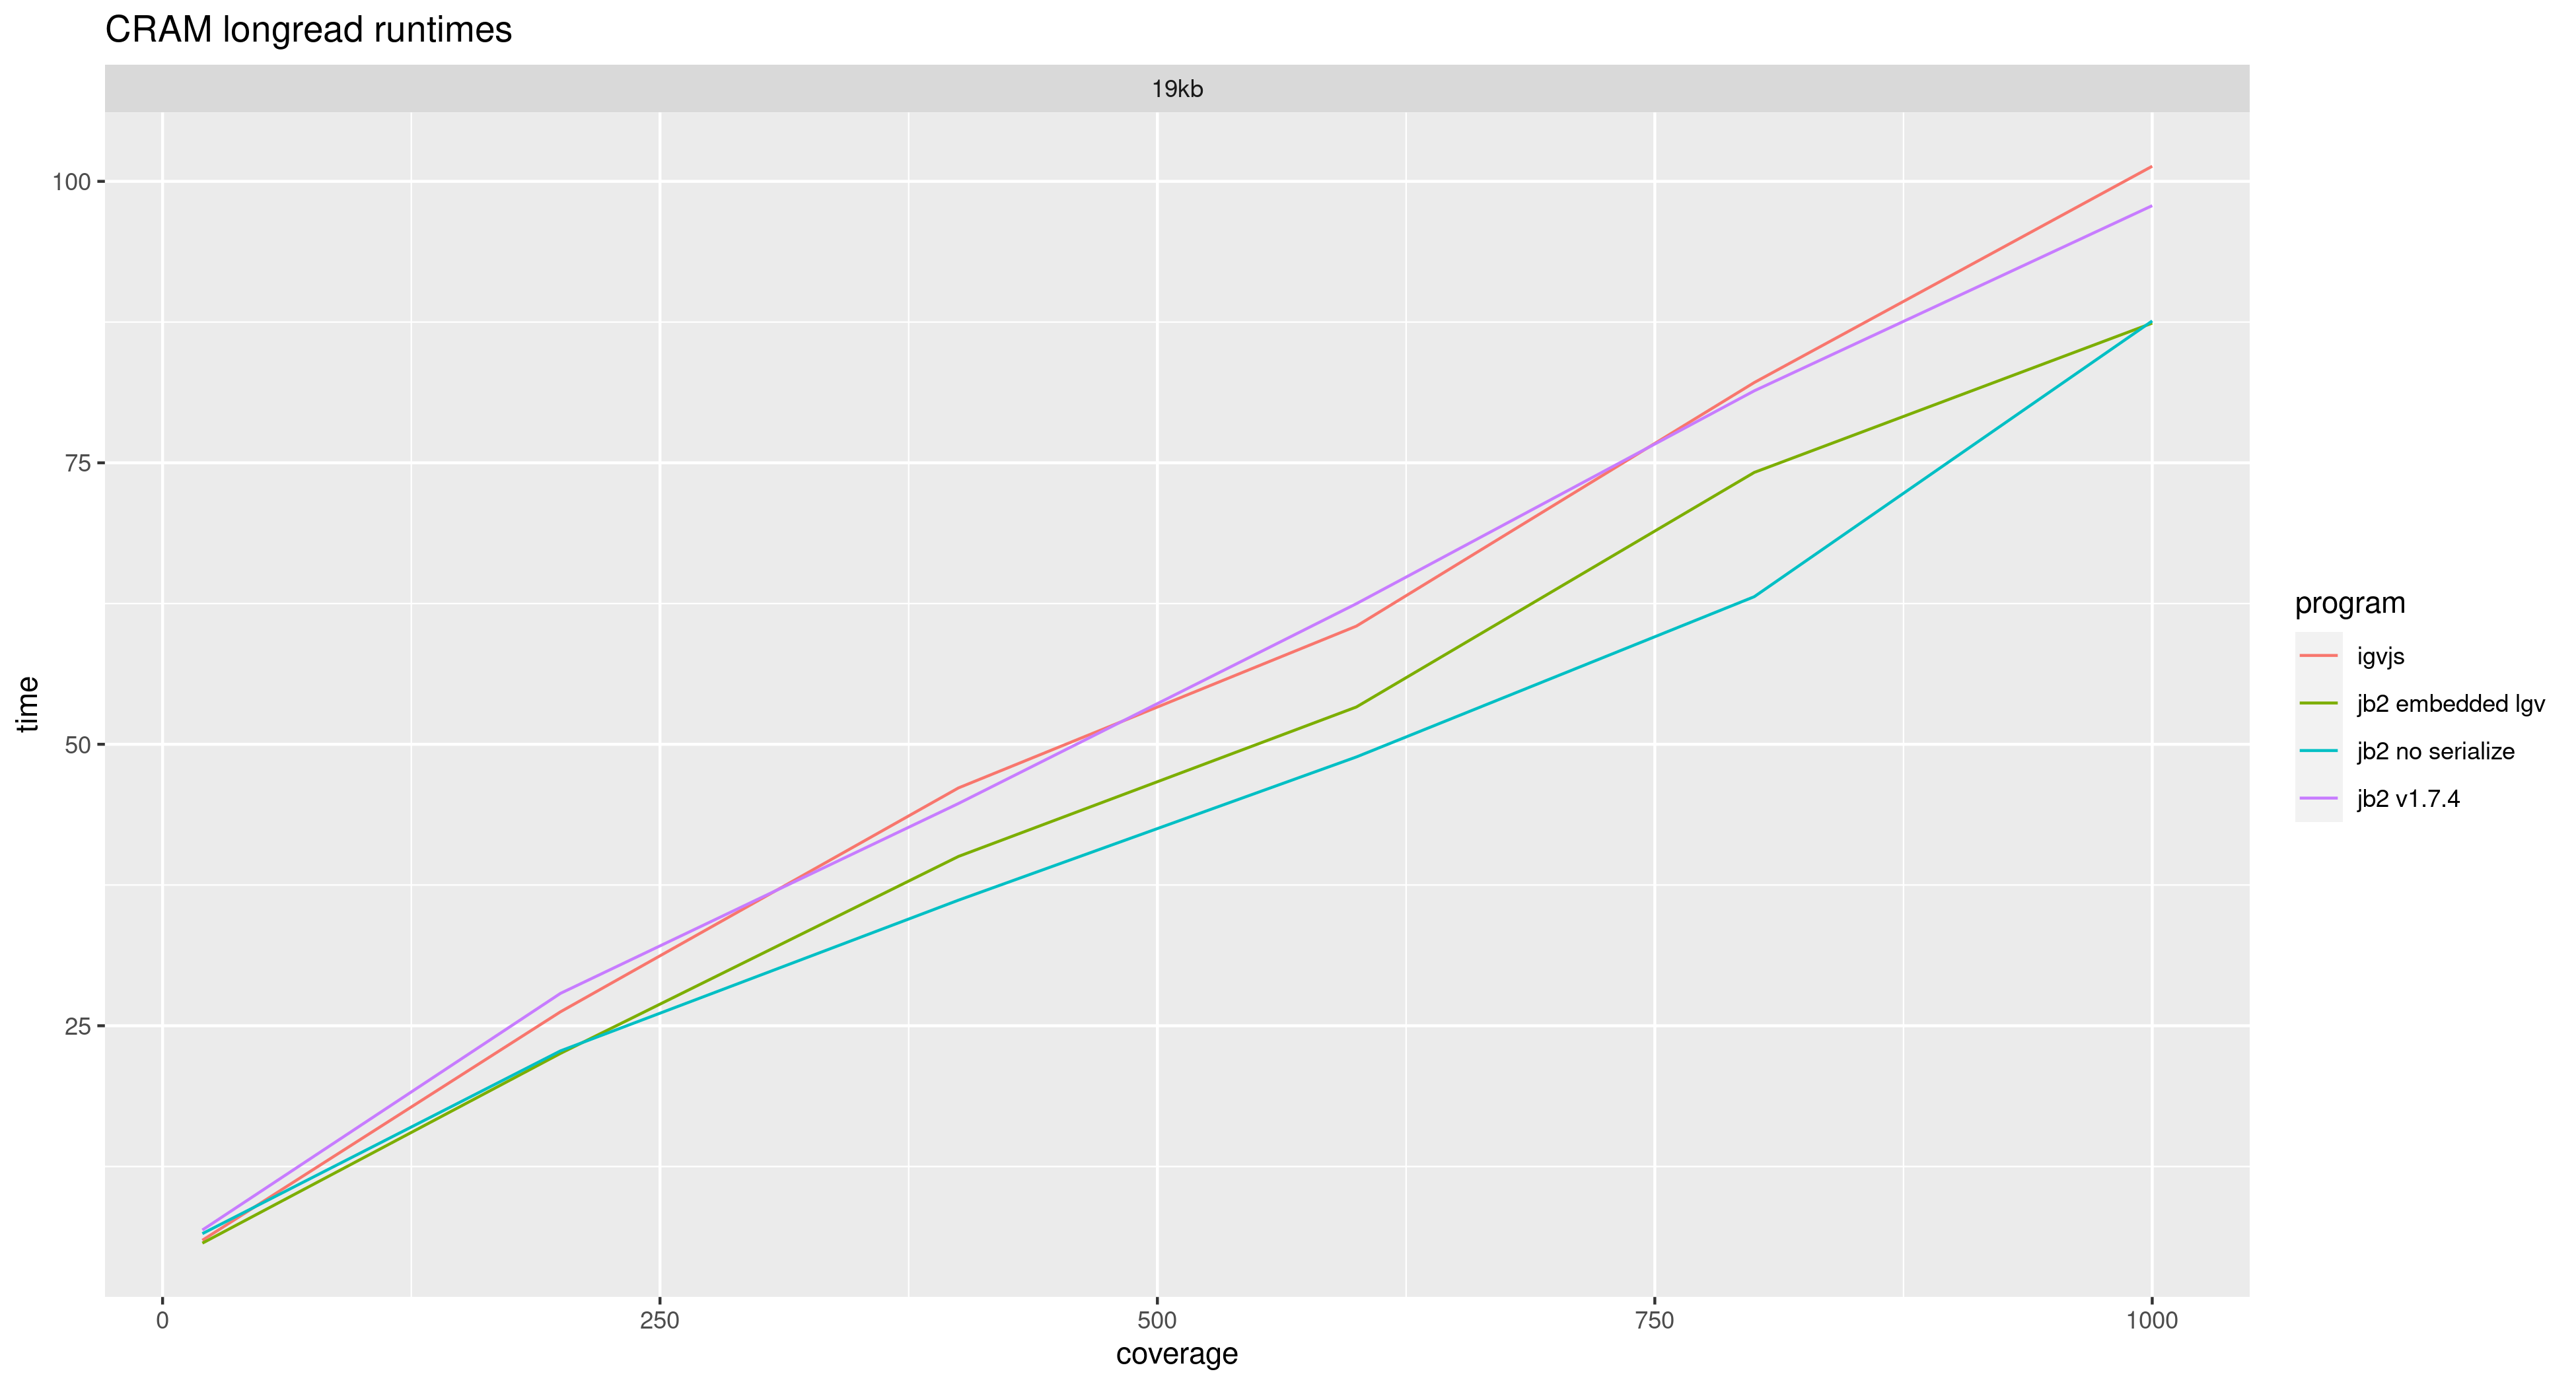 CRAM longread runtimes
19kb
100
75
50
25
time
0 250 500 750 1000
coverage
program
igvjs
jb2 embedded lgv
jb2 no serialize
jb2 v1.7.4